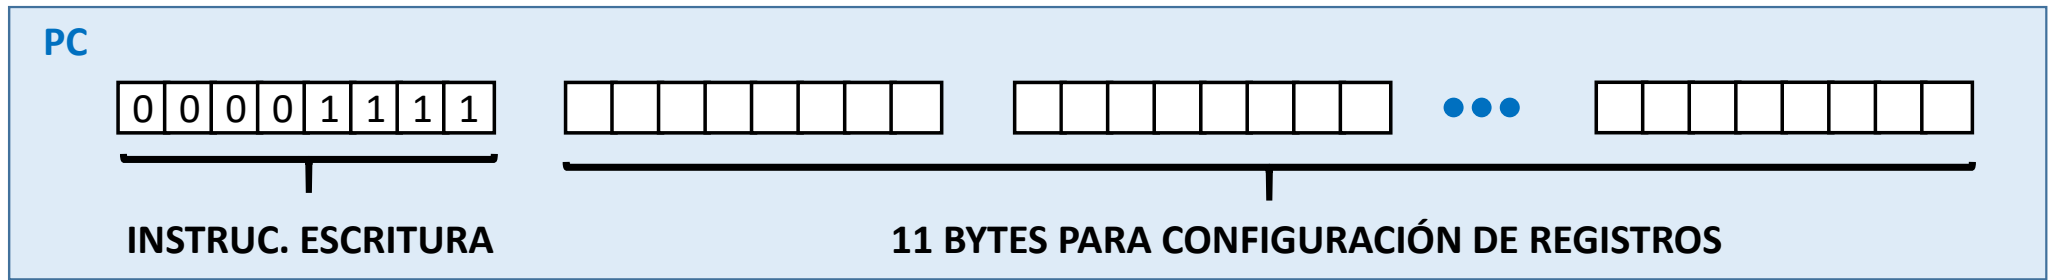 PC
0 0 0 0 1 1 1 1
INSTRUC. ESCRITURA
11 BYTES PARA CONFIGURACIÓN DE REGISTROS